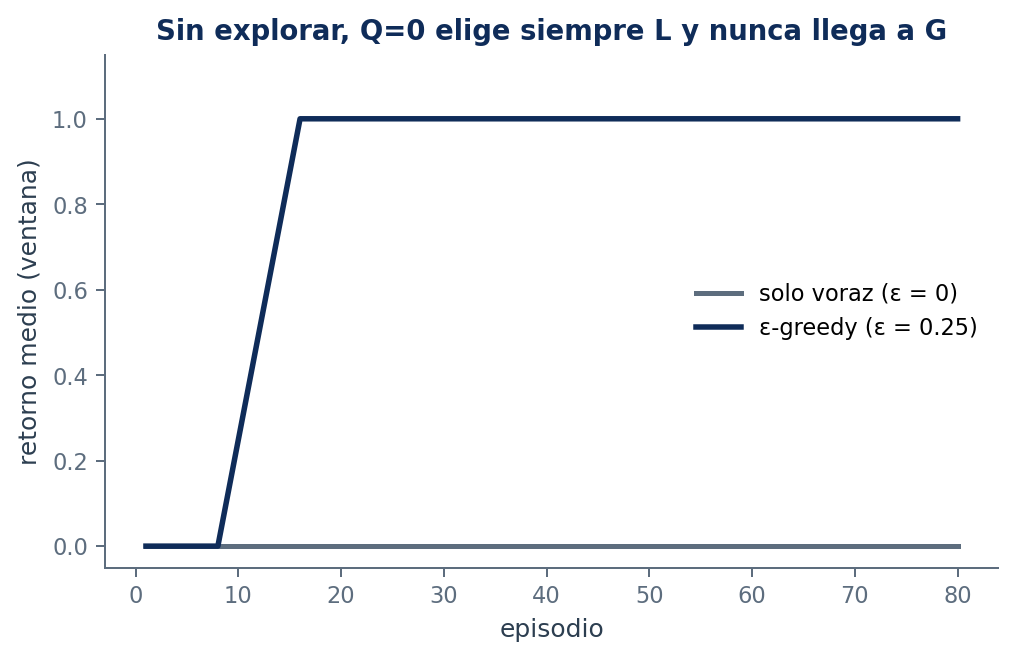 Sin explorar, Q=0 elige siempre L y nunca llega a G
retorno medio (ventana)
1.0
0.8
0.6
0.4
0.2
0.0
solo voraz (ε = 0)
ε-greedy (ε = 0.25)
0 10 20 30 40 50 60 70 80
episodio